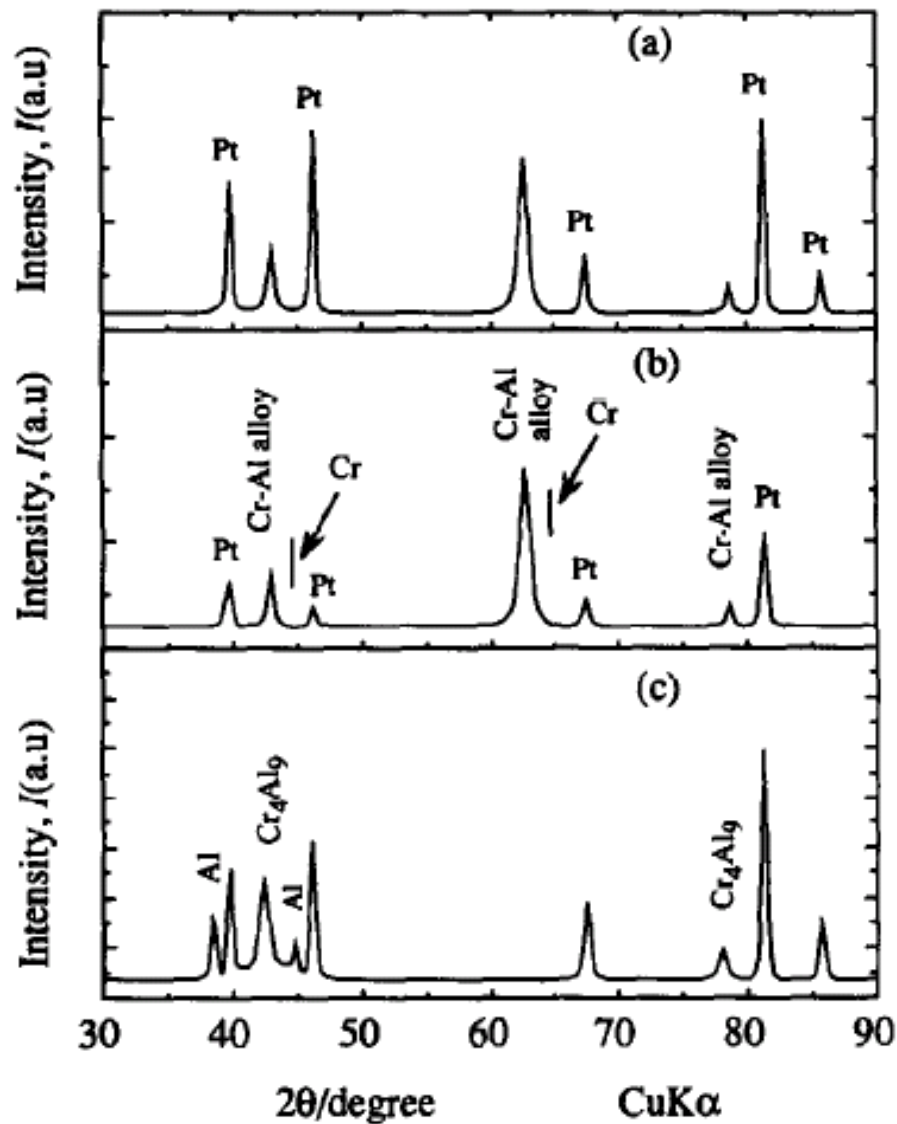 (a)
Pt
Pt
Pt
Pt
Pt
Intensity, I(a.u)
(b)
Cr-Al alloy
Cr
Cr-Al
alloy
Cr
Cr-Al alloy
Pt
Pt
Pt
Pt
Intensity, I(a.u)
(c)
Al
Cr₄Al₉
Al
Cr₄Al₉
Intensity, I(a.u)
30 40 50 60 70 80 90
2θ/degree CuKα